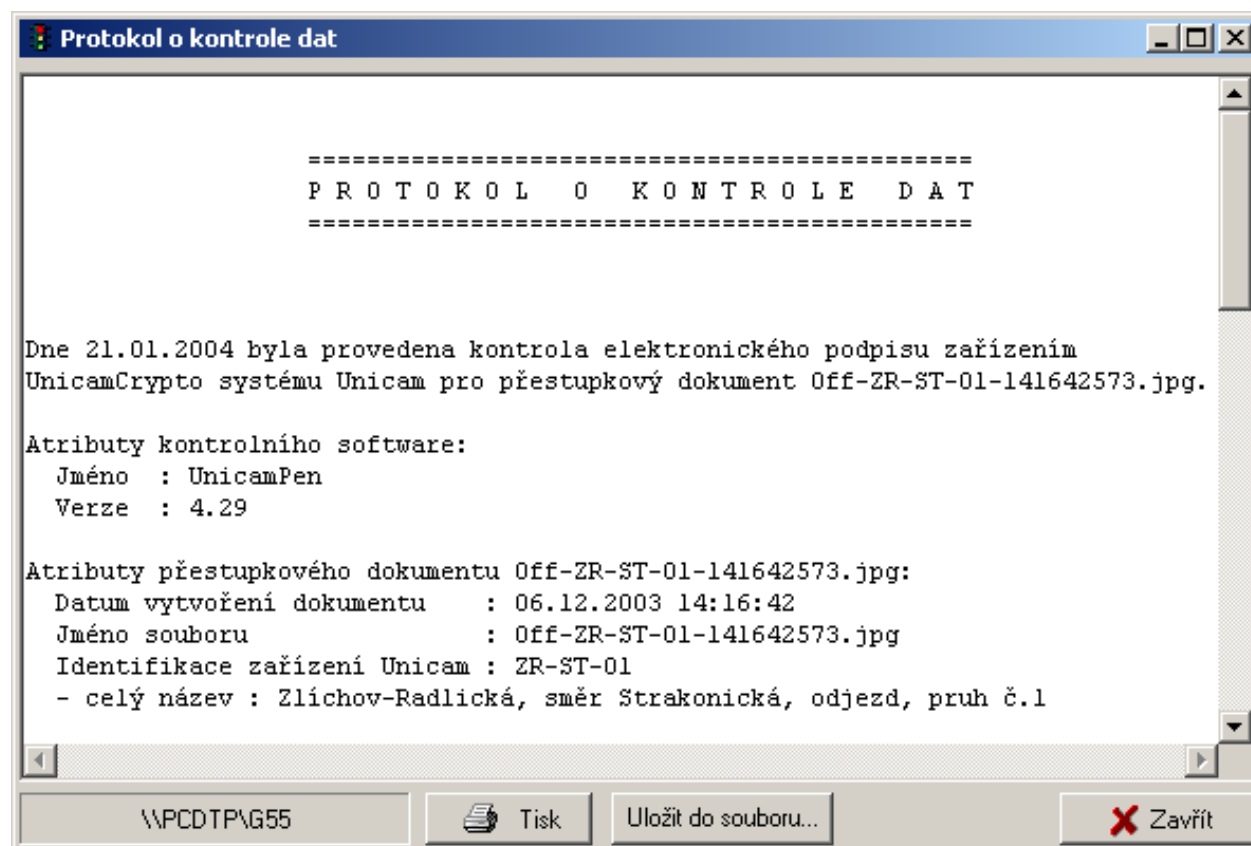 Protokol o kontrole dat
=============================================
P R O T O K O L   O   K O N T R O L E   D A T
=============================================
Dne 21.01.2004 byla provedena kontrola elektronického podpisu zařízením
UnicamCrypto systému Unicam pro přestupkový dokument Off-ZR-ST-01-141642573.jpg.
Atributy kontrolního software:
  Jméno  : UnicamPen
  Verze  : 4.29
Atributy přestupkového dokumentu Off-ZR-ST-01-141642573.jpg:
  Datum vytvoření dokumentu    : 06.12.2003 14:16:42
  Jméno souboru                : Off-ZR-ST-01-141642573.jpg
  Identifikace zařízení Unicam : ZR-ST-01
  - celý název : Zlíchov-Radlická, směr Strakonická, odjezd, pruh č.1
\\PCDTP\G55 Tisk Uložit do souboru... Zavřít